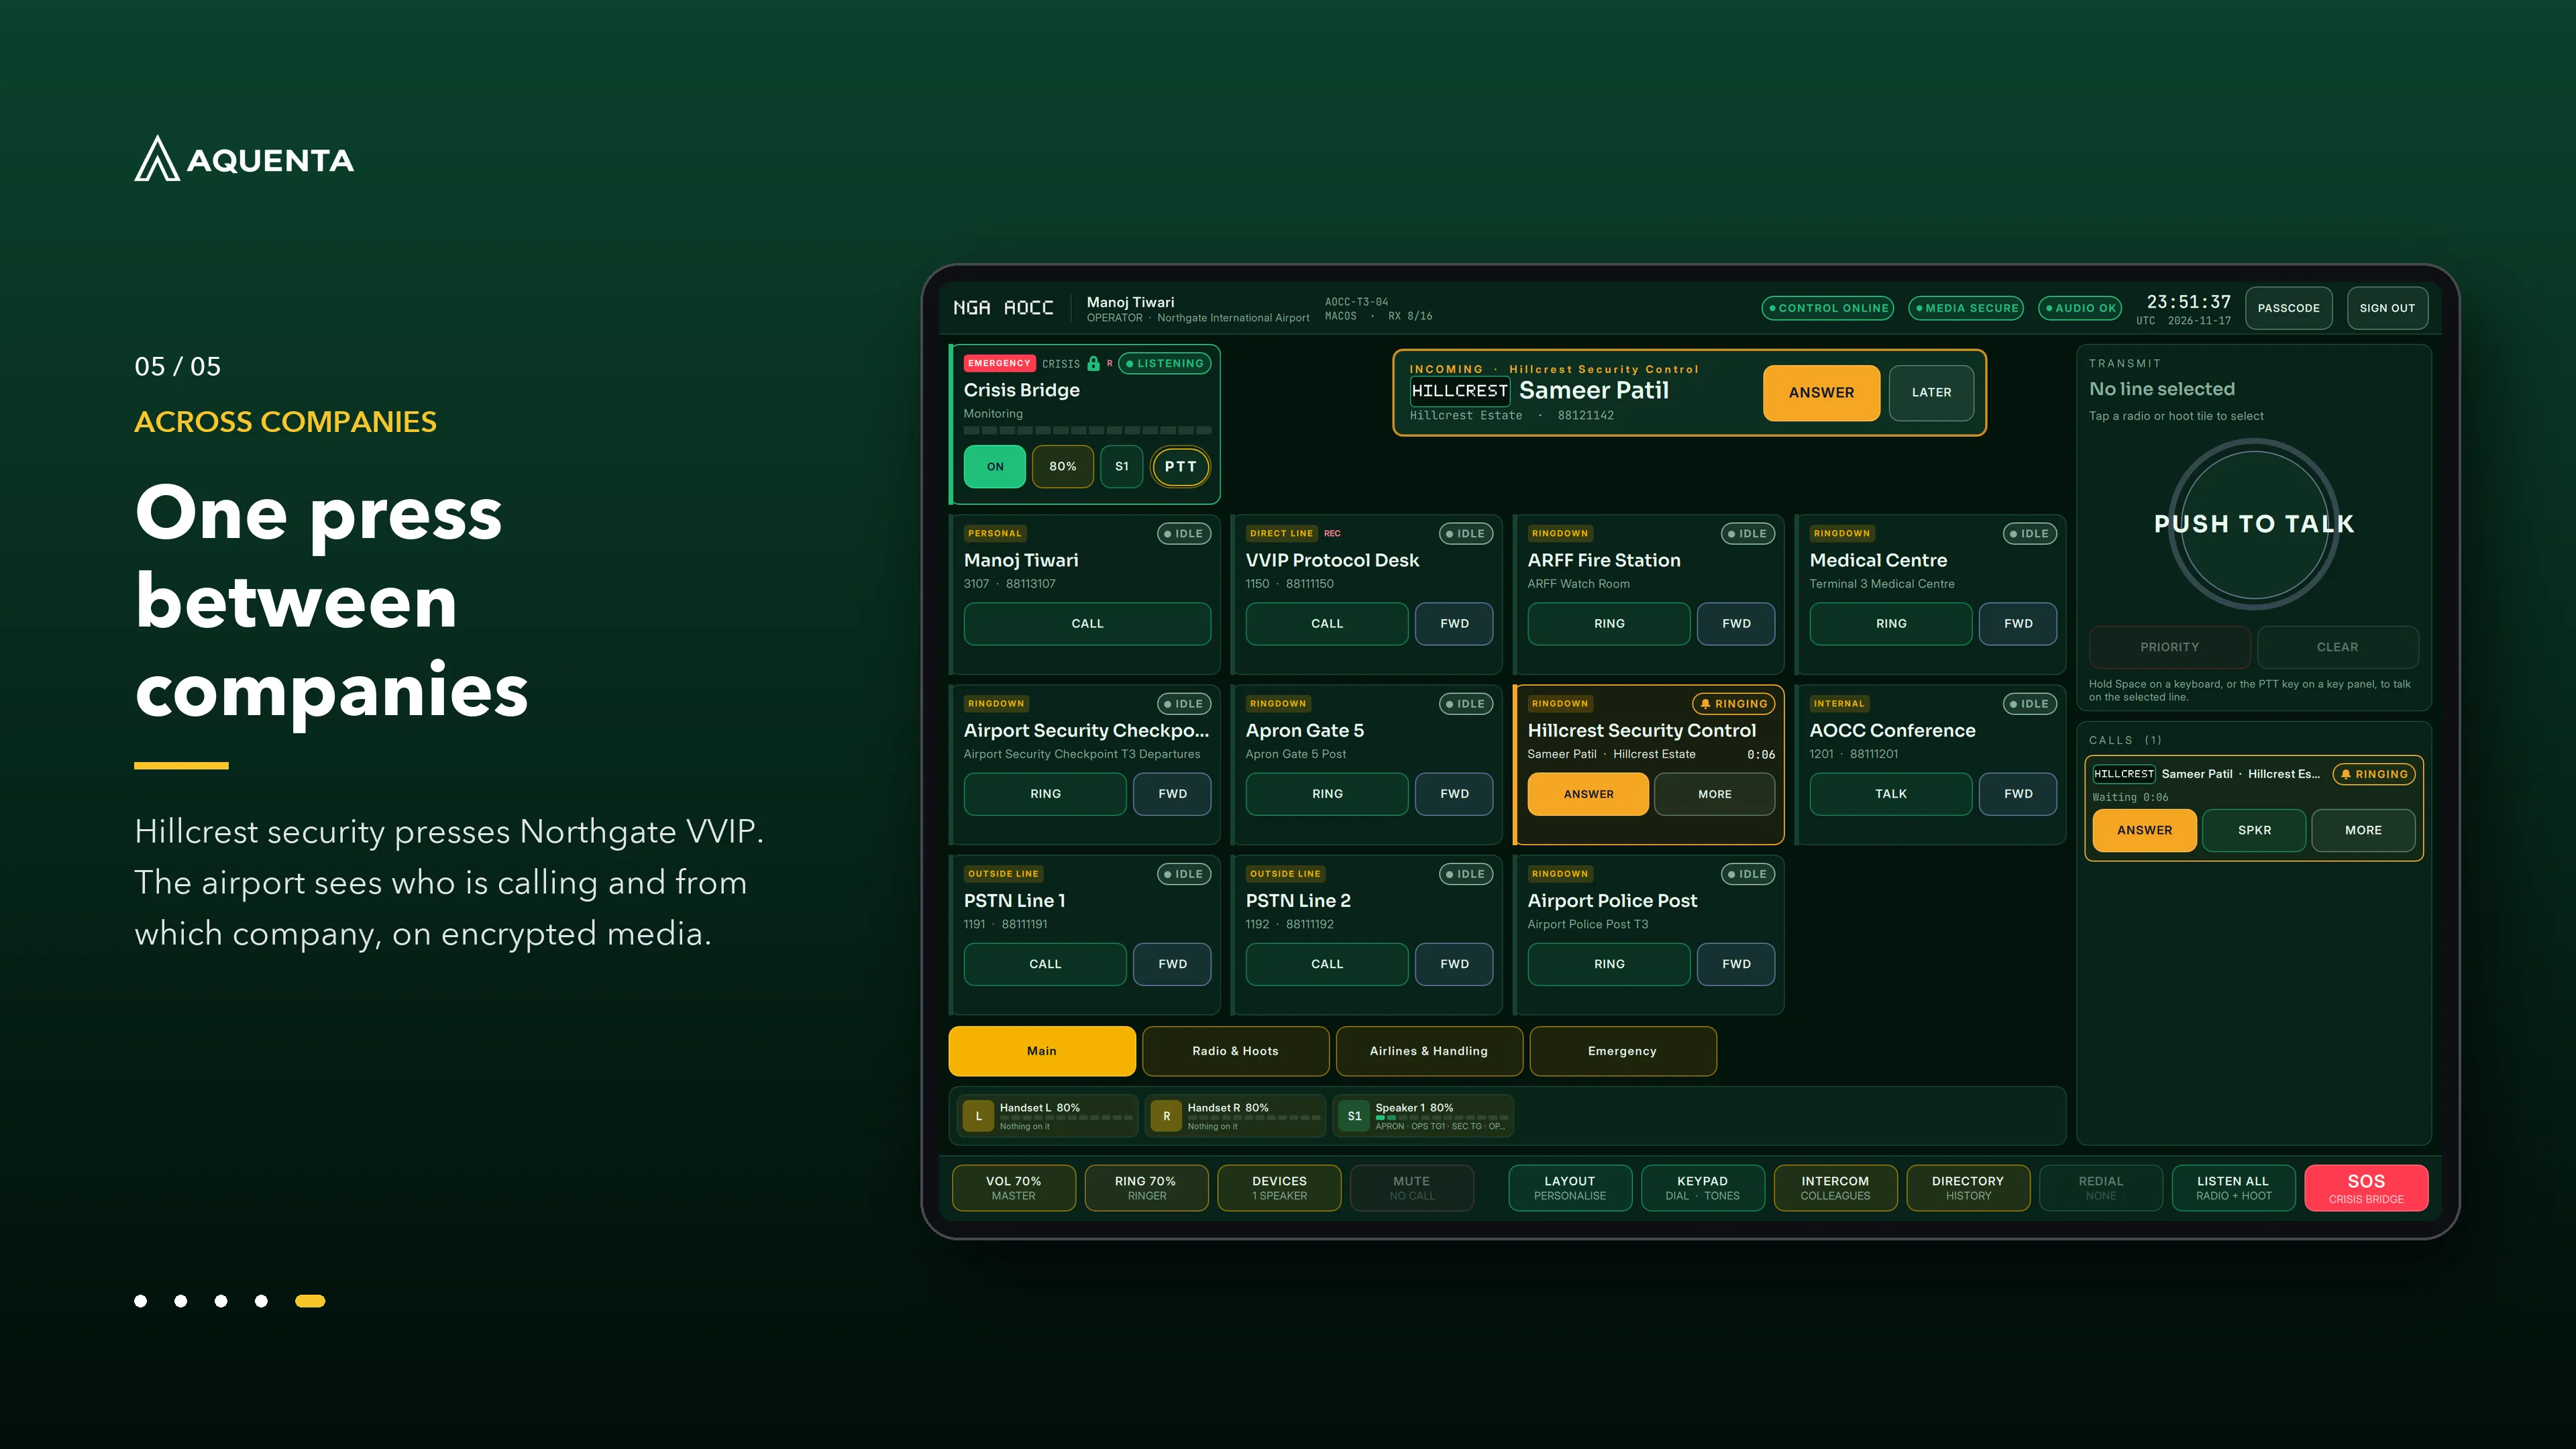 AQUENTA
05 / 05
ACROSS COMPANIES
One press
between
companies
Hillcrest security presses Northgate VVIP.
The airport sees who is calling and from
which company, on encrypted media.
NGA AOCC
Manoj Tiwari
OPERATOR · Northgate International Airport
AOCC-T3-04
MACOS · RX 8/16
CONTROL ONLINE
MEDIA SECURE
AUDIO OK
23:51:37
UTC 2026-11-17
PASSCODE
SIGN OUT
EMERGENCY CRISIS R LISTENING
Crisis Bridge
Monitoring
ON 80% S1 PTT
INCOMING · Hillcrest Security Control
HILLCREST Sameer Patil
Hillcrest Estate · 88121142
ANSWER LATER
PERSONAL IDLE
Manoj Tiwari
3107 · 88113107
CALL
DIRECT LINE REC IDLE
VVIP Protocol Desk
1150 · 88111150
CALL FWD
RINGDOWN IDLE
ARFF Fire Station
ARFF Watch Room
RING FWD
RINGDOWN IDLE
Medical Centre
Terminal 3 Medical Centre
RING FWD
RINGDOWN IDLE
Airport Security Checkpo...
Airport Security Checkpoint T3 Departures
RING FWD
RINGDOWN IDLE
Apron Gate 5
Apron Gate 5 Post
RING FWD
RINGDOWN RINGING
Hillcrest Security Control
Sameer Patil · Hillcrest Estate 0:06
ANSWER MORE
INTERNAL IDLE
AOCC Conference
1201 · 88111201
TALK FWD
OUTSIDE LINE IDLE
PSTN Line 1
1191 · 88111191
CALL FWD
OUTSIDE LINE IDLE
PSTN Line 2
1192 · 88111192
CALL FWD
RINGDOWN IDLE
Airport Police Post
Airport Police Post T3
RING FWD
Main
Radio & Hoots
Airlines & Handling
Emergency
L Handset L 80%
Nothing on it
R Handset R 80%
Nothing on it
S1 Speaker 1 80%
APRON · OPS TG1 · SEC TG · OP...
TRANSMIT
No line selected
Tap a radio or hoot tile to select
PUSH TO TALK
PRIORITY CLEAR
Hold Space on a keyboard, or the PTT key on a key panel, to talk
on the selected line.
CALLS (1)
HILLCREST Sameer Patil · Hillcrest Es... RINGING
Waiting 0:06
ANSWER SPKR MORE
VOL 70%
MASTER
RING 70%
RINGER
DEVICES
1 SPEAKER
MUTE
NO CALL
LAYOUT
PERSONALISE
KEYPAD
DIAL · TONES
INTERCOM
COLLEAGUES
DIRECTORY
HISTORY
REDIAL
NONE
LISTEN ALL
RADIO + HOOT
SOS
CRISIS BRIDGE